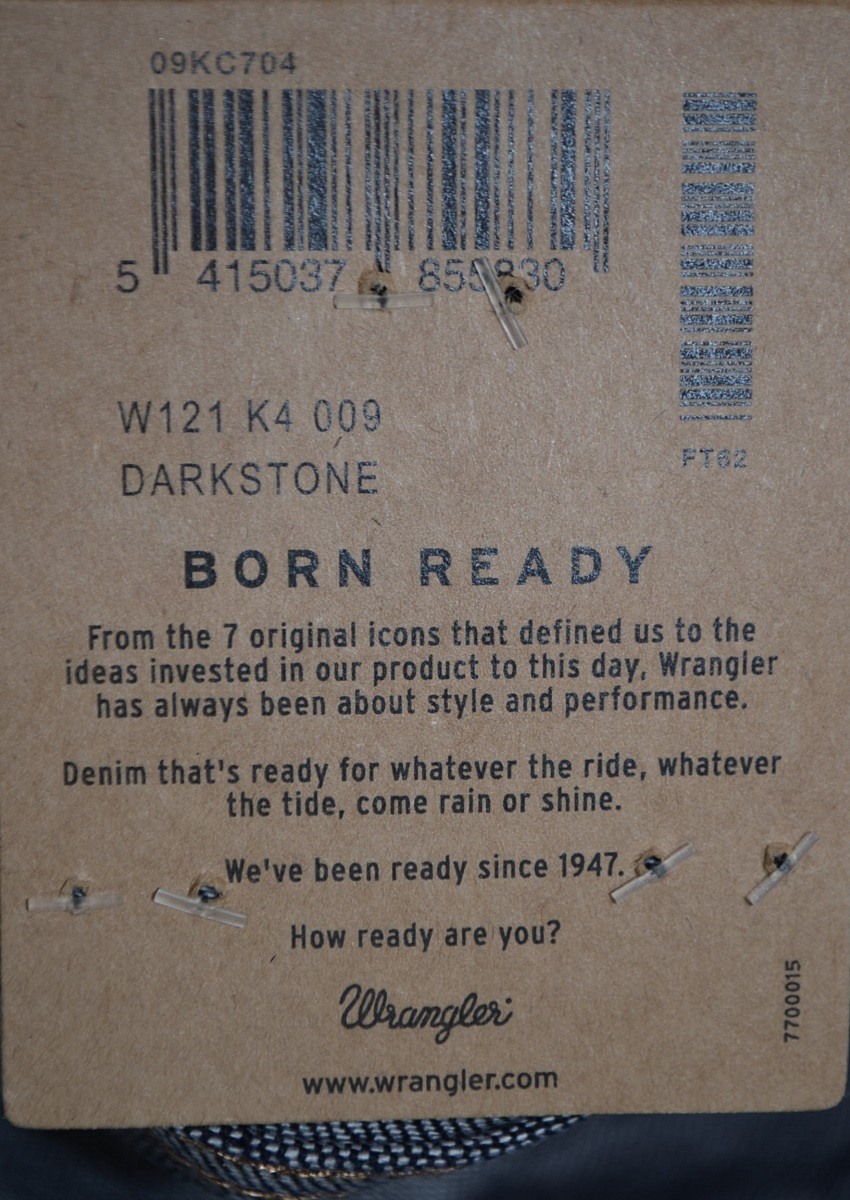 09KC704
5 415037 855830
W121 K4 009
DARKSTONE
FT62
BORN READY
From the 7 original icons that defined us to the
ideas invested in our product to this day, Wrangler
has always been about style and performance.
Denim that's ready for whatever the ride, whatever
the tide, come rain or shine.
We've been ready since 1947.
How ready are you?
Wrangler
www.wrangler.com
7700015